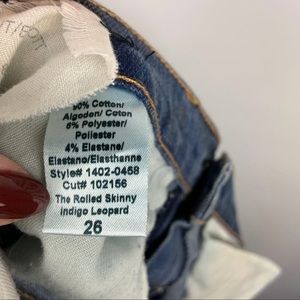 90% Cotton/
Algodon/ Coton
6% Polyester/
Poliester
4% Elastane/
Elastano/Elasthanne
Style# 1402-0458
Cut# 102156
The Rolled Skinny
Indigo Leopard
26